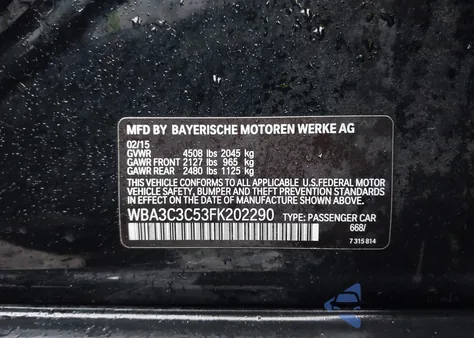 MFD BY BAYERISCHE MOTOREN WERKE AG
02/15
GVWR 4508 lbs 2045 kg
GAWR FRONT 2127 lbs 965 kg
GAWR REAR 2480 lbs 1125 kg
THIS VEHICLE CONFORMS TO ALL APPLICABLE U.S. FEDERAL MOTOR
VEHICLE SAFETY, BUMPER, AND THEFT PREVENTION STANDARDS
IN EFFECT ON THE DATE OF MANUFACTURE SHOWN ABOVE.
WBA3C3C53FK202290 TYPE: PASSENGER CAR
668/
7 315 814